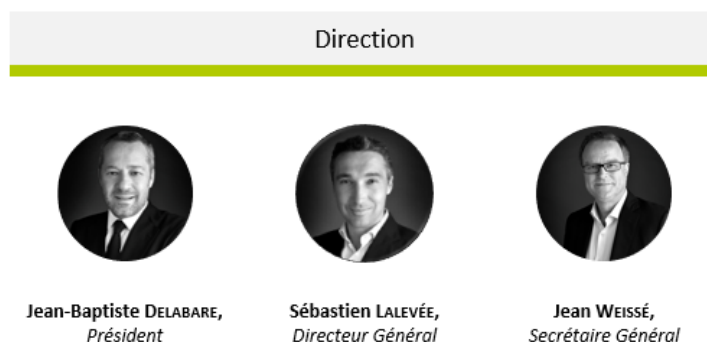 Direction
Jean-Baptiste DELABARE, Sébastien LALEVÉE, Jean WEISSÉ,
Président Directeur Général Secrétaire Général